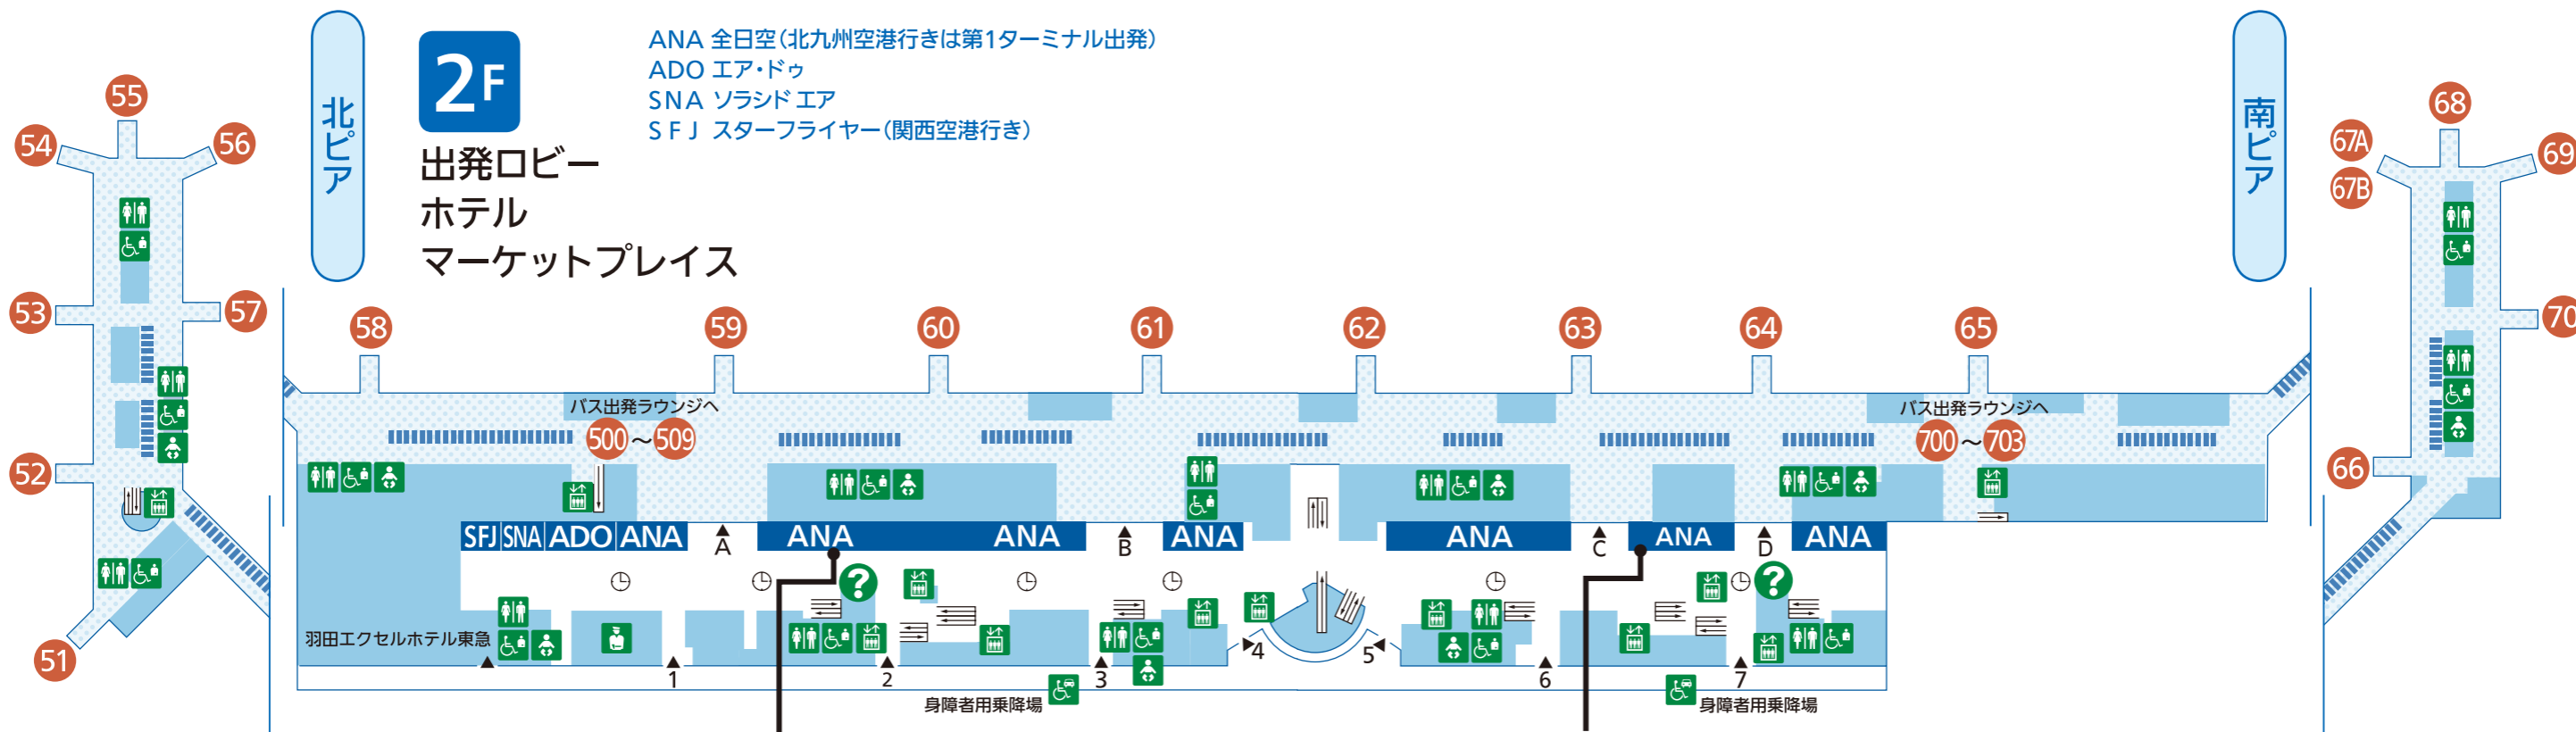 北ピア
2F
出発ロビー
ホテル
マーケットプレイス
ANA 全日空（北九州空港行きは第1ターミナル出発）
ADO エア・ドゥ
SNA ソラシド エア
SFJ スターフライヤー（関西空港行き）
南ピア
55
54
56
53
57
52
51
58
59
60
61
62
63
64
65
67A
67B
68
69
70
66
バス出発ラウンジへ
500～509
バス出発ラウンジへ
700～703
SFJ SNA ADO ANA A ANA ANA B ANA ANA C ANA D ANA
?
?
羽田エクセルホテル東急
1
2
3
4
5
6
7
身障者用乗降場
身障者用乗降場